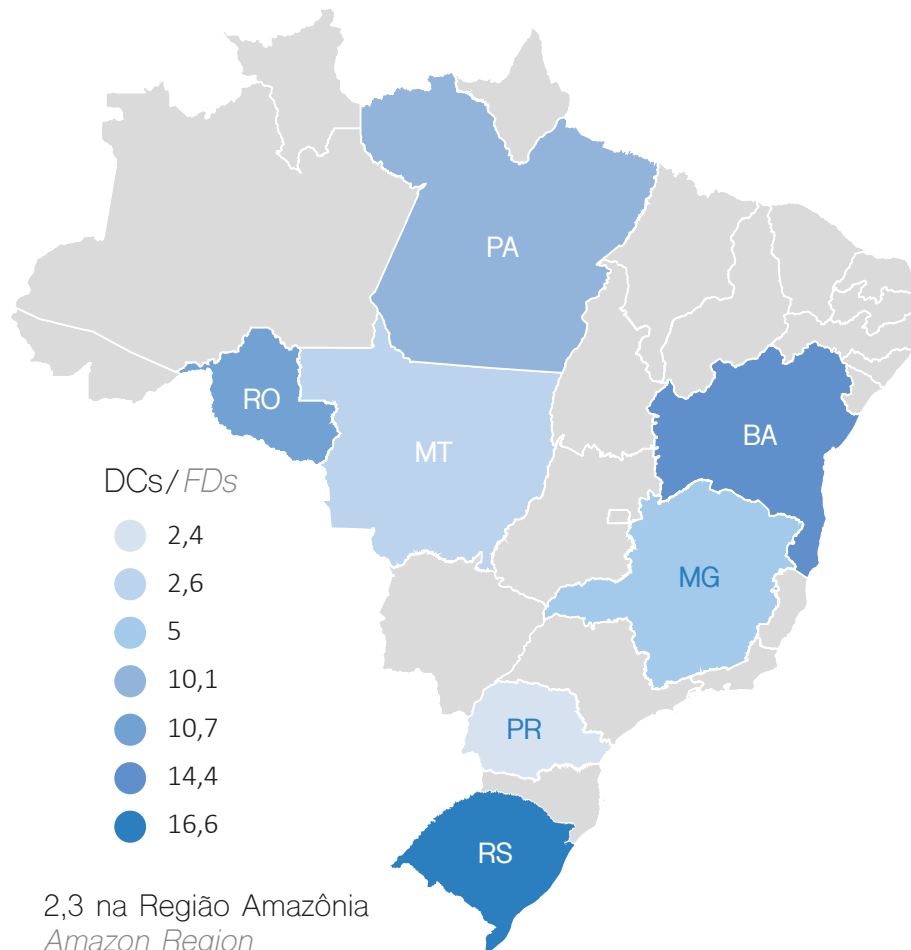 PA
RO
MT
BA
MG
PR
RS
DCs/FDs
2,4
2,6
5
10,1
10,7
14,4
16,6
2,3 na Região Amazônia
Amazon Region